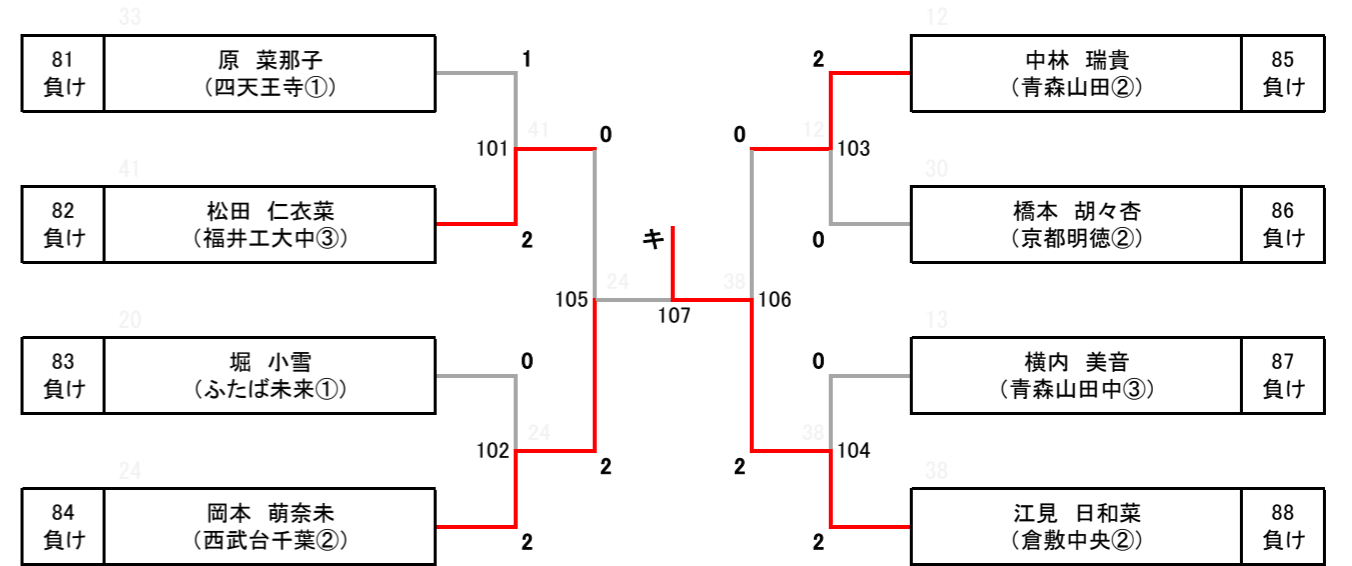 33
81
負け
原　菜那子
（四天王寺①）
1
41
101
0
41
82
負け
松田　仁衣菜
（福井工大中③）
2
105
24
20
83
負け
堀　小雪
（ふたば未来①）
0
24
102
2
24
84
負け
岡本　萌奈未
（西武台千葉②）
2
キ
107
12
2
中林　瑞貴
（青森山田②）
85
負け
0
12
103
30
0
橋本　胡々杏
（京都明徳②）
86
負け
38
106
13
0
横内　美音
（青森山田中③）
87
負け
2
38
104
38
2
江見　日和菜
（倉敷中央②）
88
負け